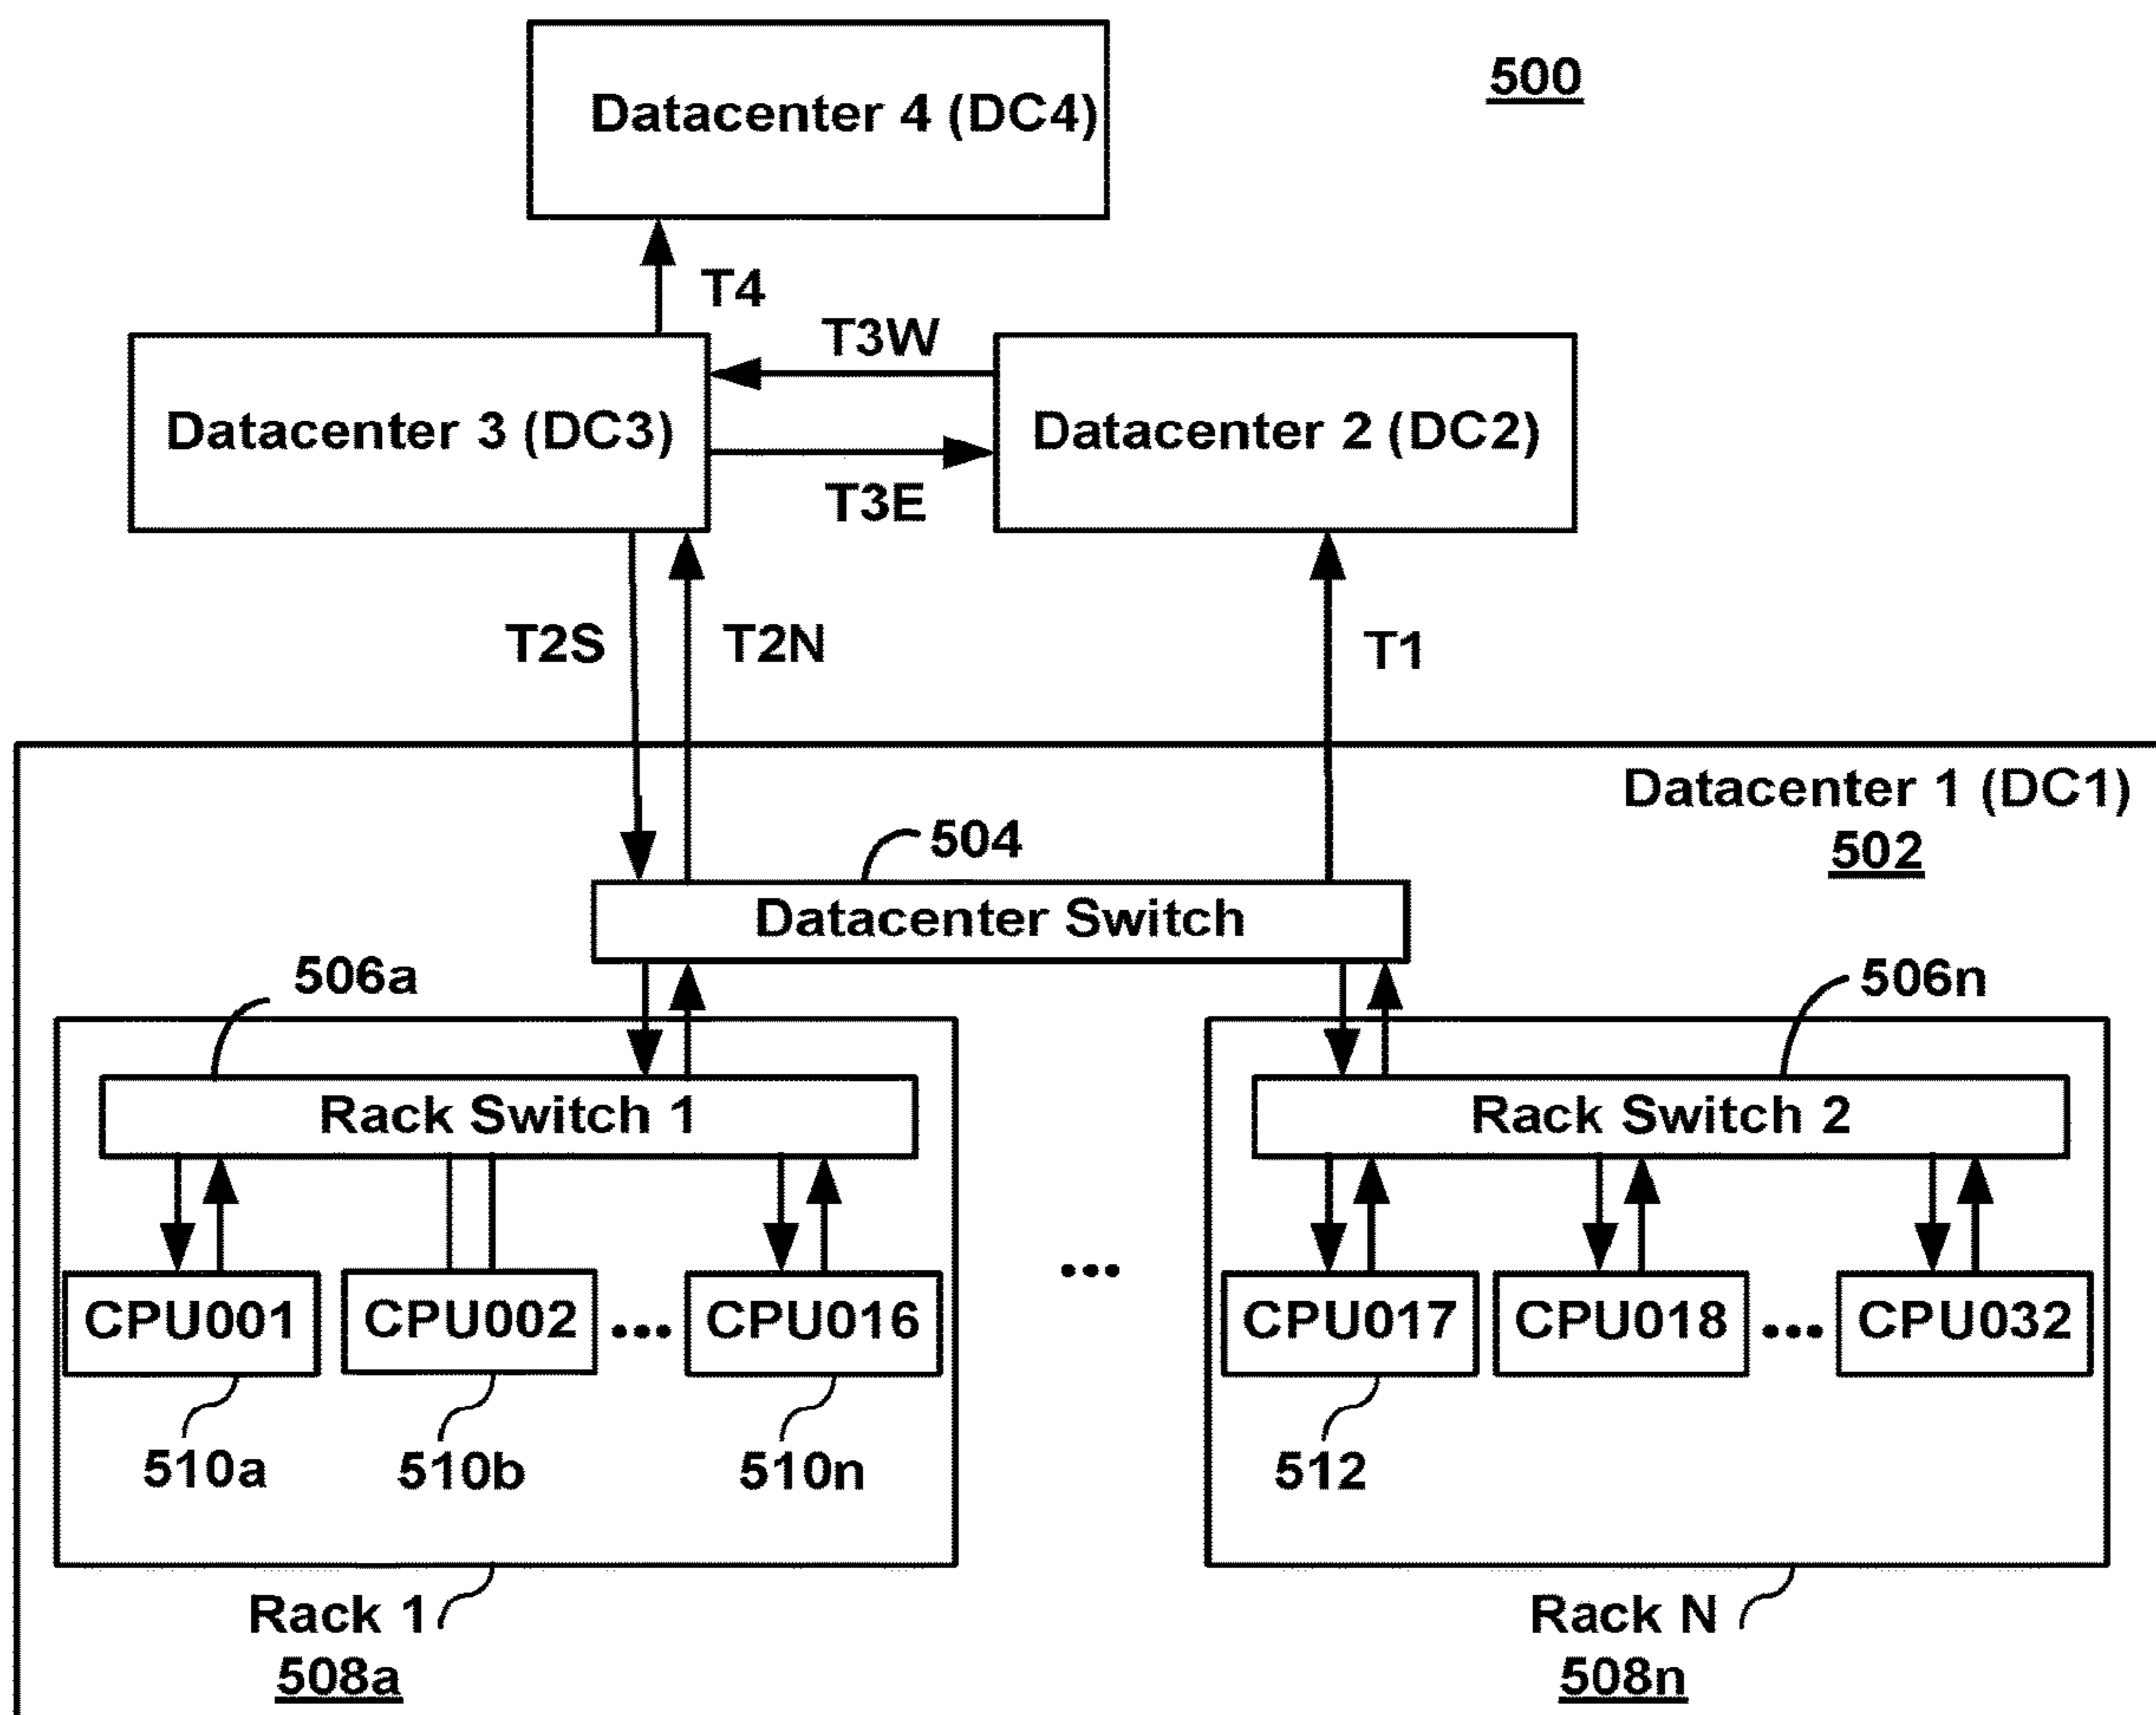 500
Datacenter 4 (DC4)
T4
T3W
Datacenter 3 (DC3)
Datacenter 2 (DC2)
T3E
T2S
T2N
T1
Datacenter 1 (DC1)
502
504
Datacenter Switch
506a
506n
Rack Switch 1
Rack Switch 2
...
CPU001
CPU002
...
CPU016
CPU017
CPU018
...
CPU032
510a
510b
510n
512
Rack 1
508a
Rack N
508n